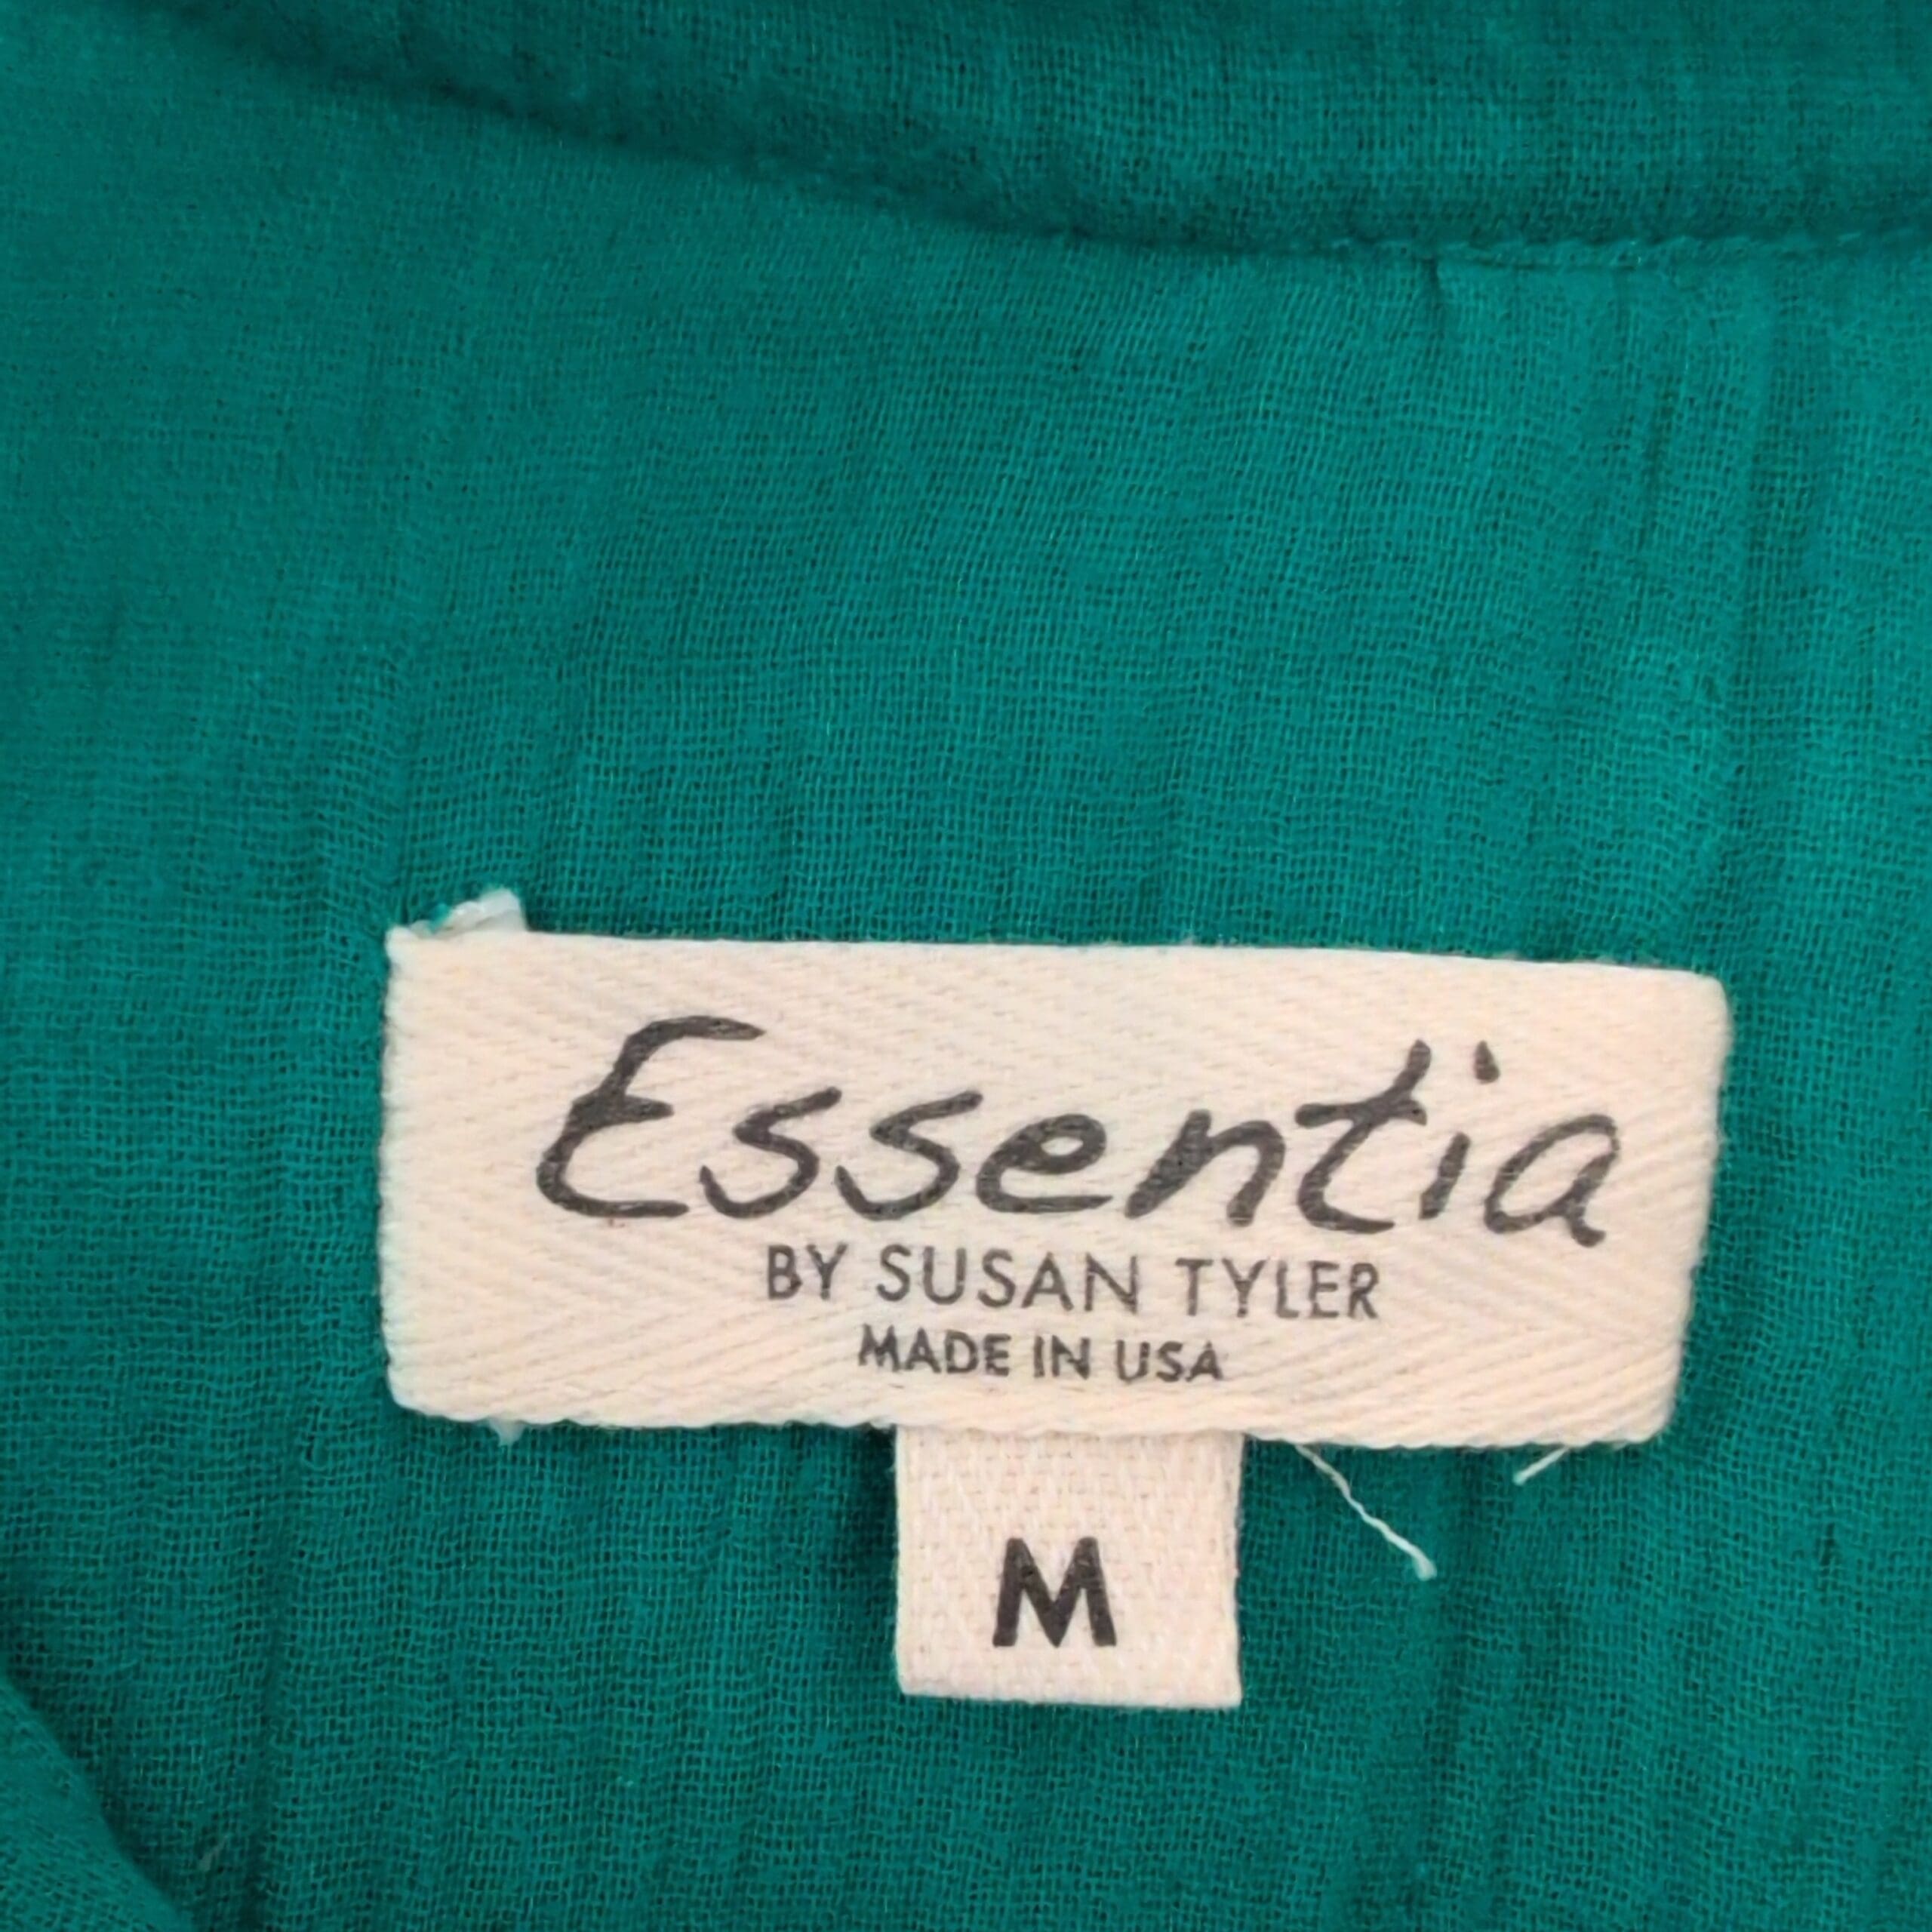 Essentia
BY SUSAN TYLER
MADE IN USA
M